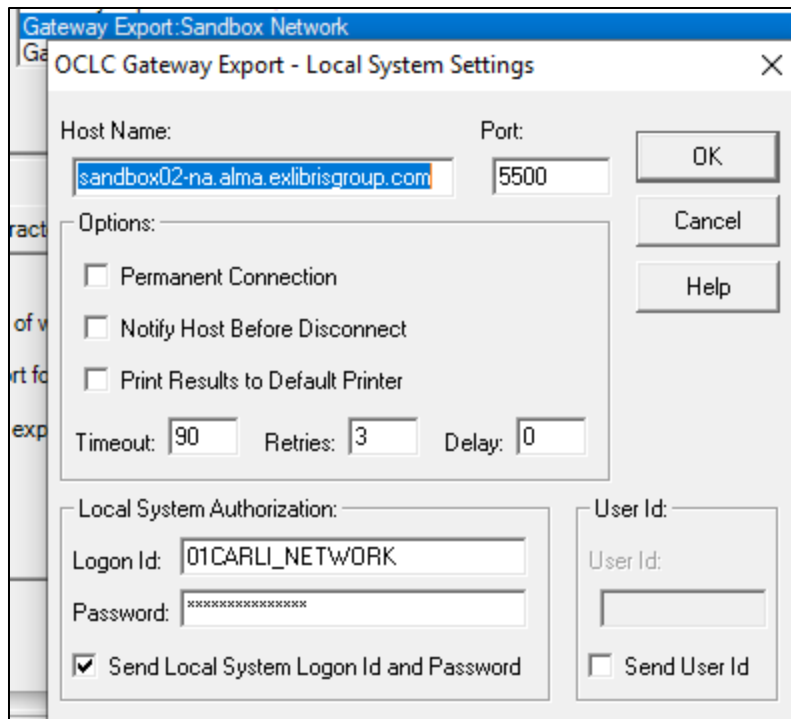 Gateway Export:Sandbox Network
OCLC Gateway Export - Local System Settings
Host Name:
Port:
sandbox02-na.alma.exlibrisgroup.com
5500
OK
Cancel
Help
Options:
Permanent Connection
Notify Host Before Disconnect
Print Results to Default Printer
Timeout: 90 Retries: 3 Delay: 0
Local System Authorization:
Logon Id: 01CARLI_NETWORK
Password: ***************
Send Local System Logon Id and Password
User Id:
User Id:
Send User Id
of
exp